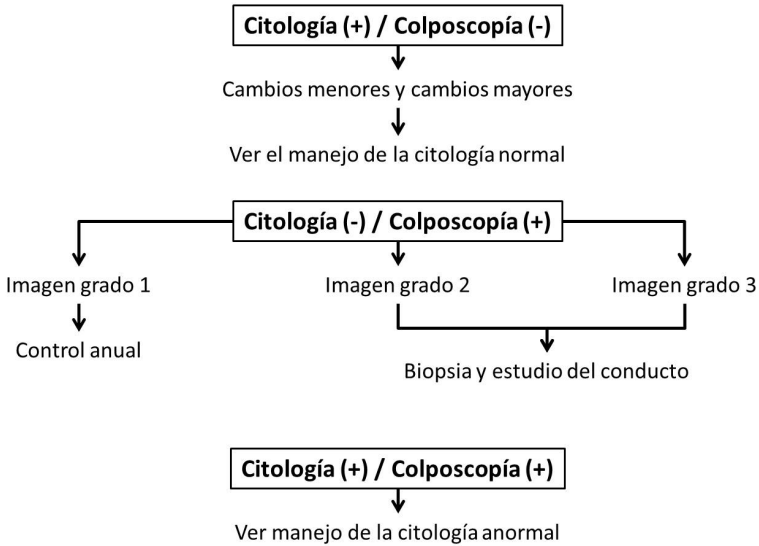 Citología (+) / Colposcopía (-)
Cambios menores y cambios mayores
Ver el manejo de la citología normal
Citología (-) / Colposcopía (+)
Imagen grado 1
Imagen grado 2
Imagen grado 3
Control anual
Biopsia y estudio del conducto
Citología (+) / Colposcopía (+)
Ver manejo de la citología anormal